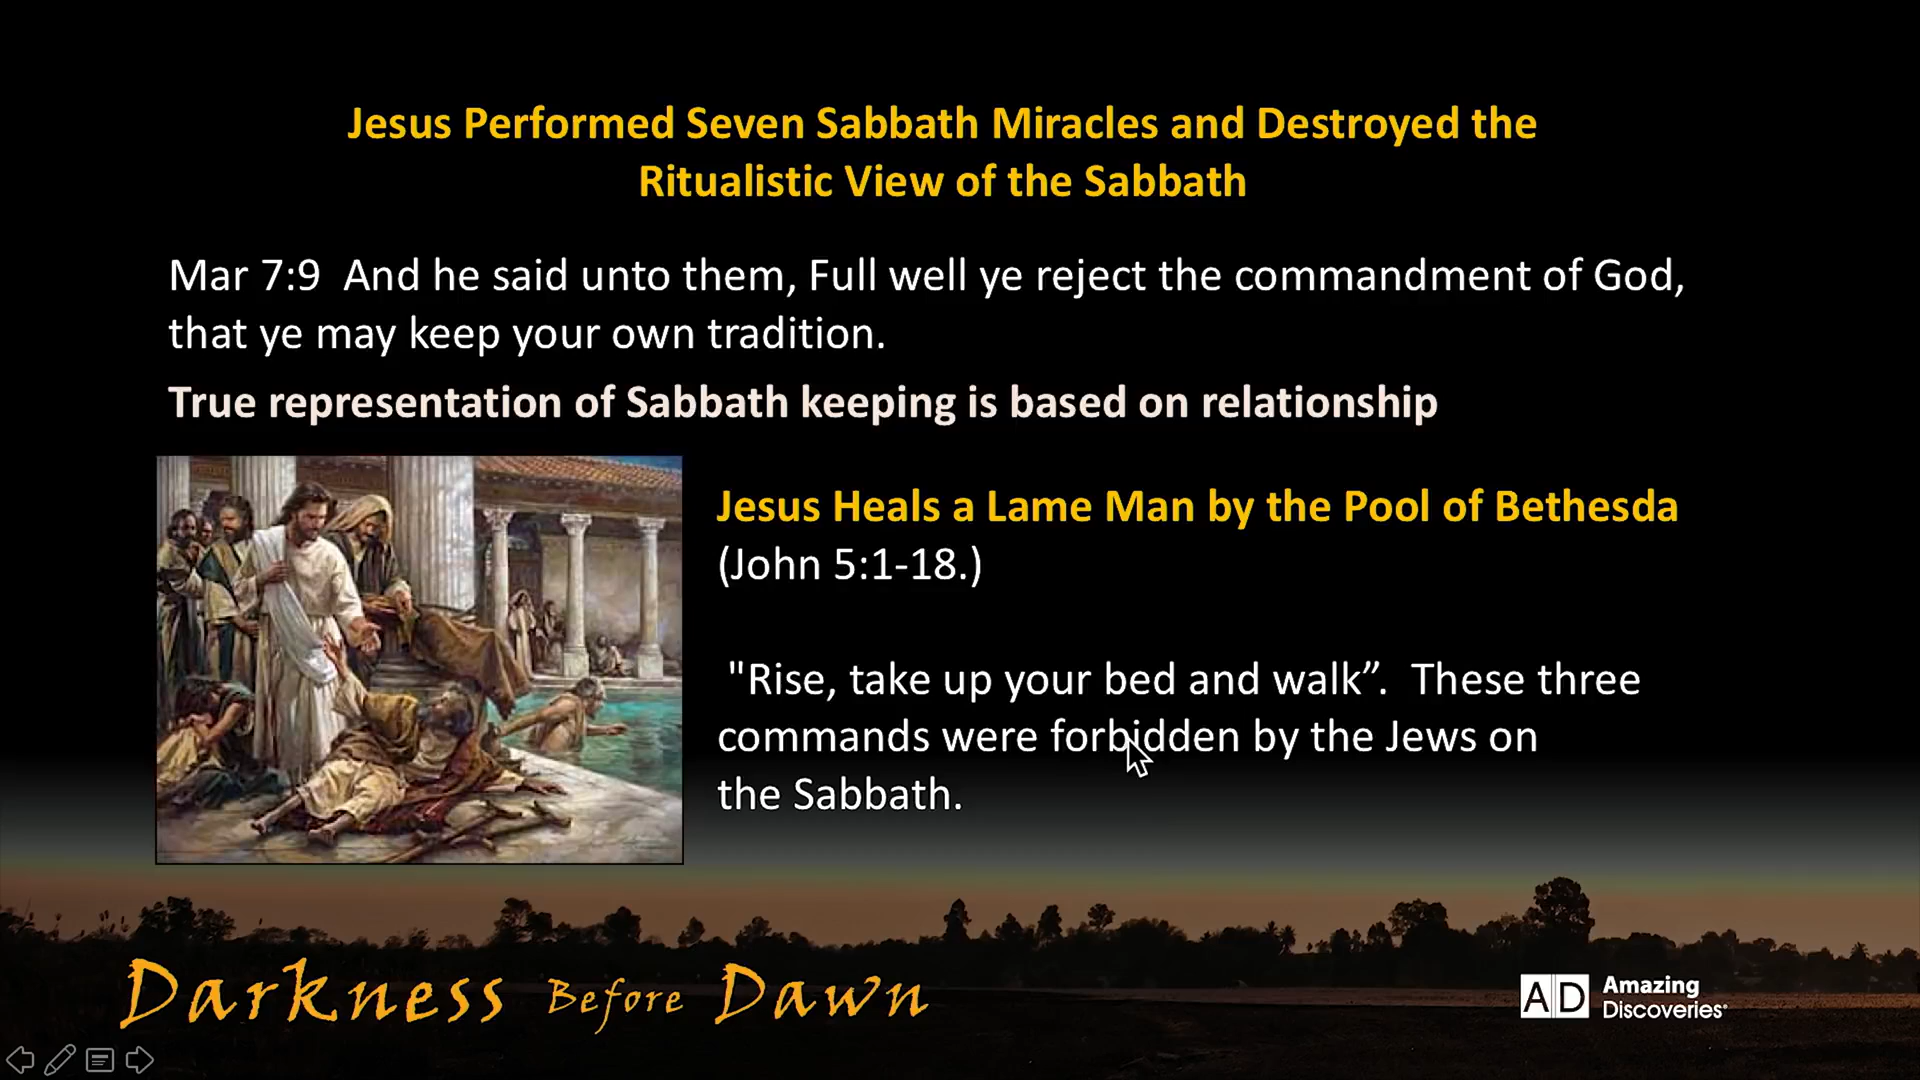 Jesus Performed Seven Sabbath Miracles and Destroyed the
Ritualistic View of the Sabbath
Mar 7:9  And he said unto them, Full well ye reject the commandment of God,
that ye may keep your own tradition.
True representation of Sabbath keeping is based on relationship
Jesus Heals a Lame Man by the Pool of Bethesda
(John 5:1-18.)
"Rise, take up your bed and walk”.  These three
commands were forbidden by the Jews on
the Sabbath.
Darkness Before Dawn
AD Amazing
Discoveries